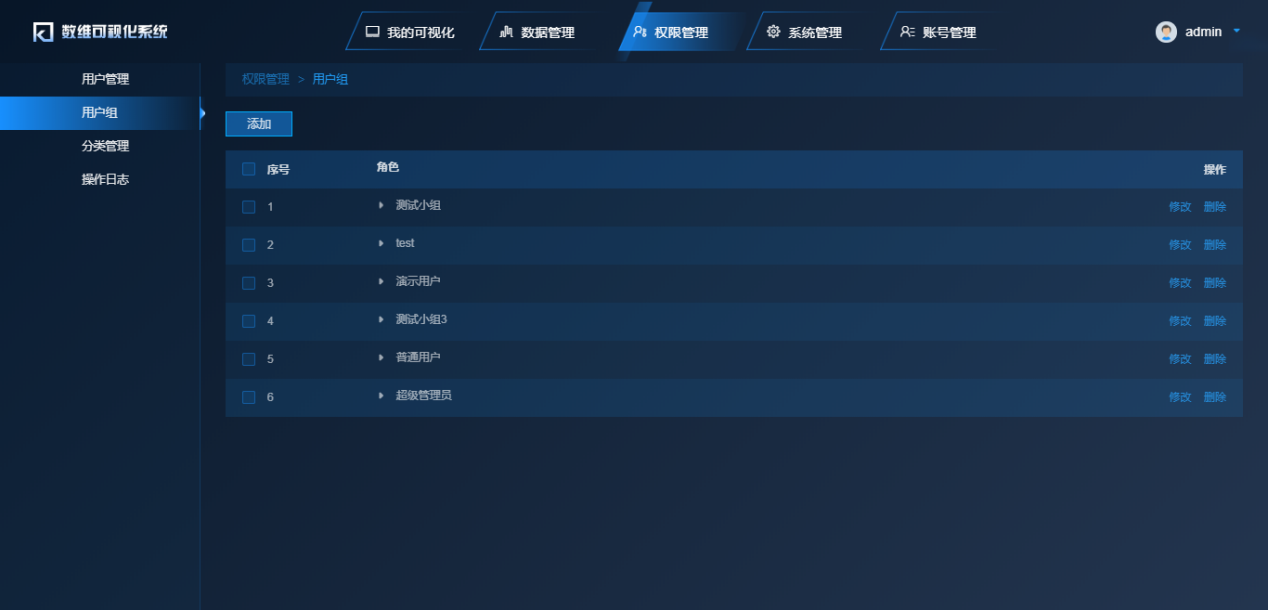 数维可视化系统 我的可视化 数据管理 权限管理 系统管理 账号管理 admin
用户管理
用户组
分类管理
操作日志
权限管理 > 用户组
添加
序号 角色 操作
1 测试小组 修改 删除
2 test 修改 删除
3 演示用户 修改 删除
4 测试小组3 修改 删除
5 普通用户 修改 删除
6 超级管理员 修改 删除